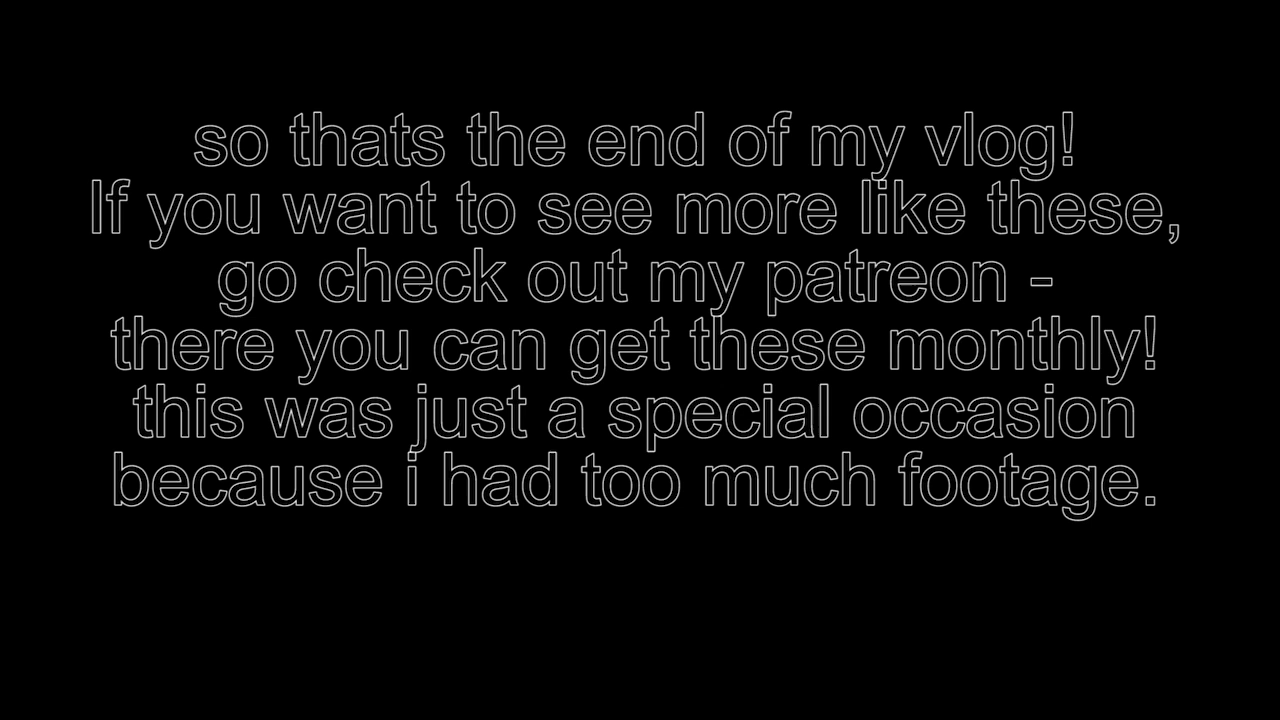 so thats the end of my vlog!
If you want to see more like these,
go check out my patreon -
there you can get these monthly!
this was just a special occasion
because i had too much footage.